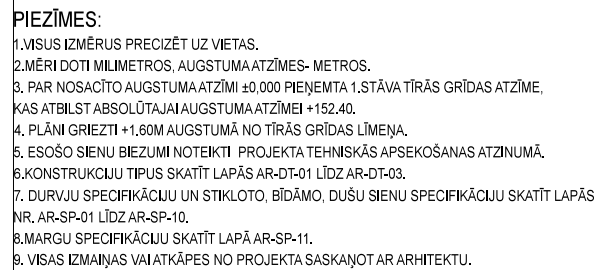 PIEZĪMES:
1.VISUS IZMĒRUS PRECIZĒT UZ VIETAS.
2.MĒRI DOTI MILIMETROS, AUGSTUMA ATZĪMES- METROS.
3. PAR NOSACĪTO AUGSTUMA ATZĪMI ±0,000 PIEŅEMTA 1.STĀVA TĪRĀS GRĪDAS ATZĪME,
KAS ATBILST ABSOLŪTAJAI AUGSTUMA ATZĪMEI +152.40.
4. PLĀNI GRIEZTI +1.60M AUGSTUMĀ NO TĪRĀS GRĪDAS LĪMEŅA.
5. ESOŠO SIENU BIEZUMI NOTEIKTI PROJEKTA TEHNISKĀS APSEKOŠANAS ATZINUMĀ.
6.KONSTRUKCIJU TIPUS SKATĪT LAPĀS AR-DT-01 LĪDZ AR-DT-03.
7. DURVJU SPECIFIKĀCIJU UN STIKLOTO, BĪDĀMO, DUŠU SIENU SPECIFIKĀCIJU SKATĪT LAPĀS
NR. AR-SP-01 LĪDZ AR-SP-10.
8.MARGU SPECIFIKĀCIJU SKATĪT LAPĀ AR-SP-11.
9. VISAS IZMAIŅAS VAI ATKĀPES NO PROJEKTA SASKAŅOT AR ARHITEKTU.